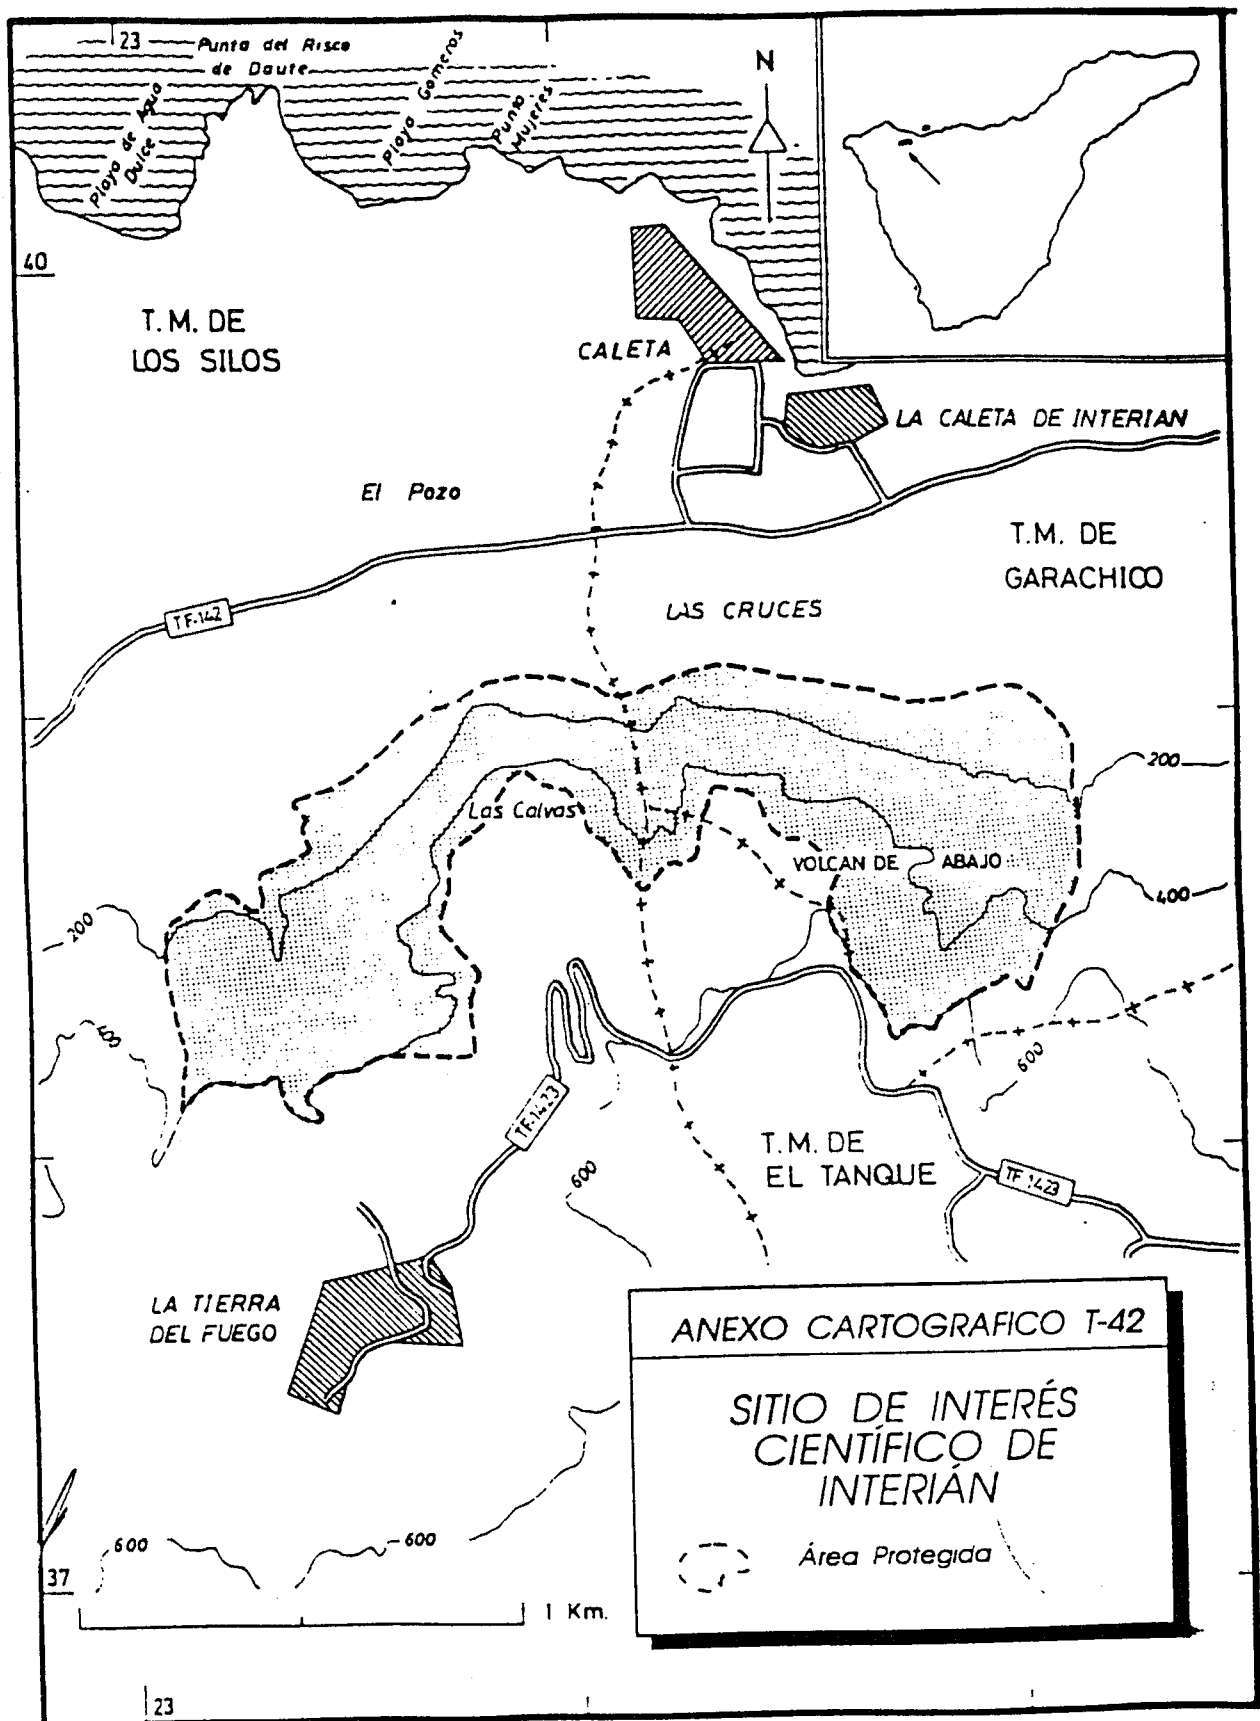 23
Punta del Risco
de Daute
Playa de Agua
Dulce
Playa Gomeros
Punta
Mujeres
N
40
T.M. DE
LOS SILOS
CALETA
LA CALETA DE INTERIAN
El Pozo
T.M. DE
GARACHICO
TF-142
LAS CRUCES
200
Las Calvas
VOLCAN DE ABAJO
400
200
400
600
TF-1423
T.M. DE
EL TANQUE
600
TF 1423
LA TIERRA
DEL FUEGO
ANEXO CARTOGRAFICO T-42
SITIO DE INTERÉS
CIENTÍFICO DE
INTERIÁN
Área Protegida
600
600
37
1 Km.
23